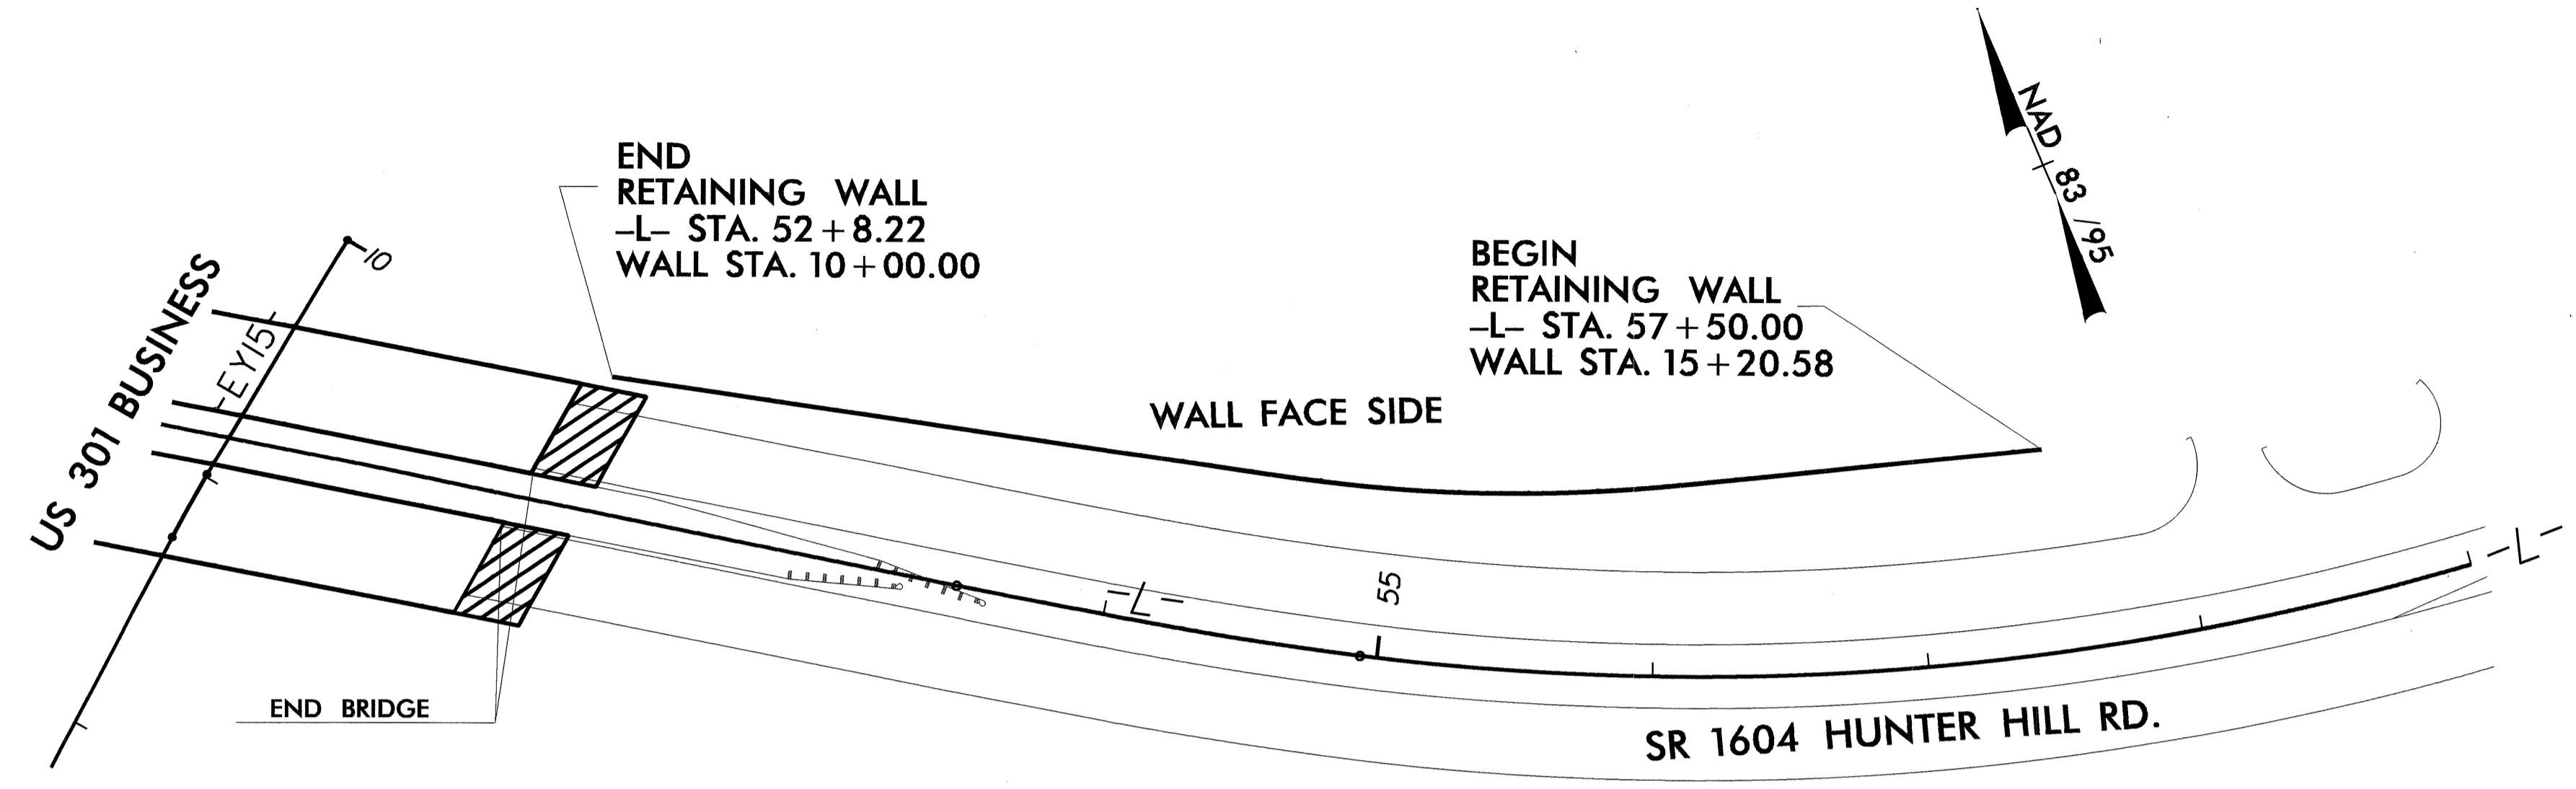 END
RETAINING WALL
–L– STA. 52+8.22
WALL STA. 10+00.00
BEGIN
RETAINING WALL
–L– STA. 57+50.00
WALL STA. 15+20.58
NAD 83 /95
10
-EY15-
US 301 BUSINESS
WALL FACE SIDE
-L-
55
-L-
END BRIDGE
SR 1604 HUNTER HILL RD.